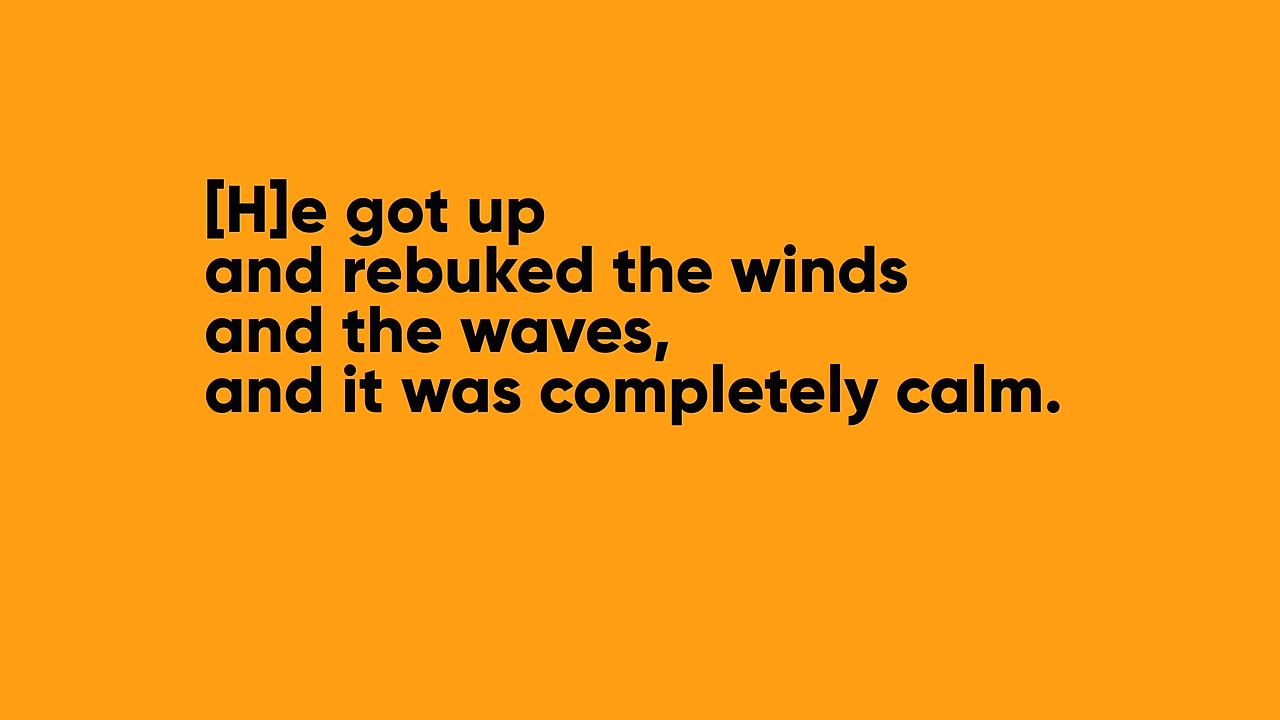 [H]e got up
and rebuked the winds
and the waves,
and it was completely calm.